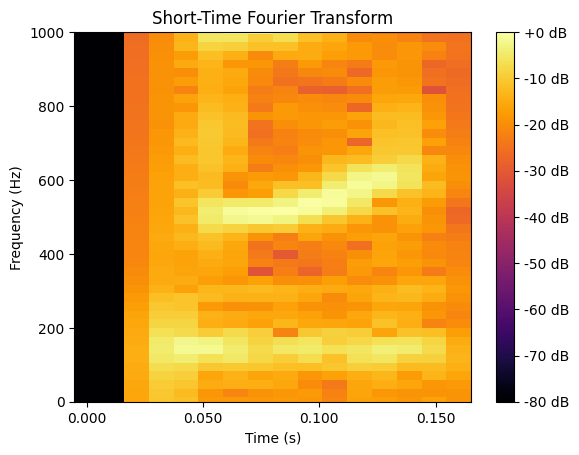 Short-Time Fourier Transform
1000
800
600
400
200
0
Frequency (Hz)
0.000
0.050
0.100
0.150
Time (s)
+0 dB
-10 dB
-20 dB
-30 dB
-40 dB
-50 dB
-60 dB
-70 dB
-80 dB